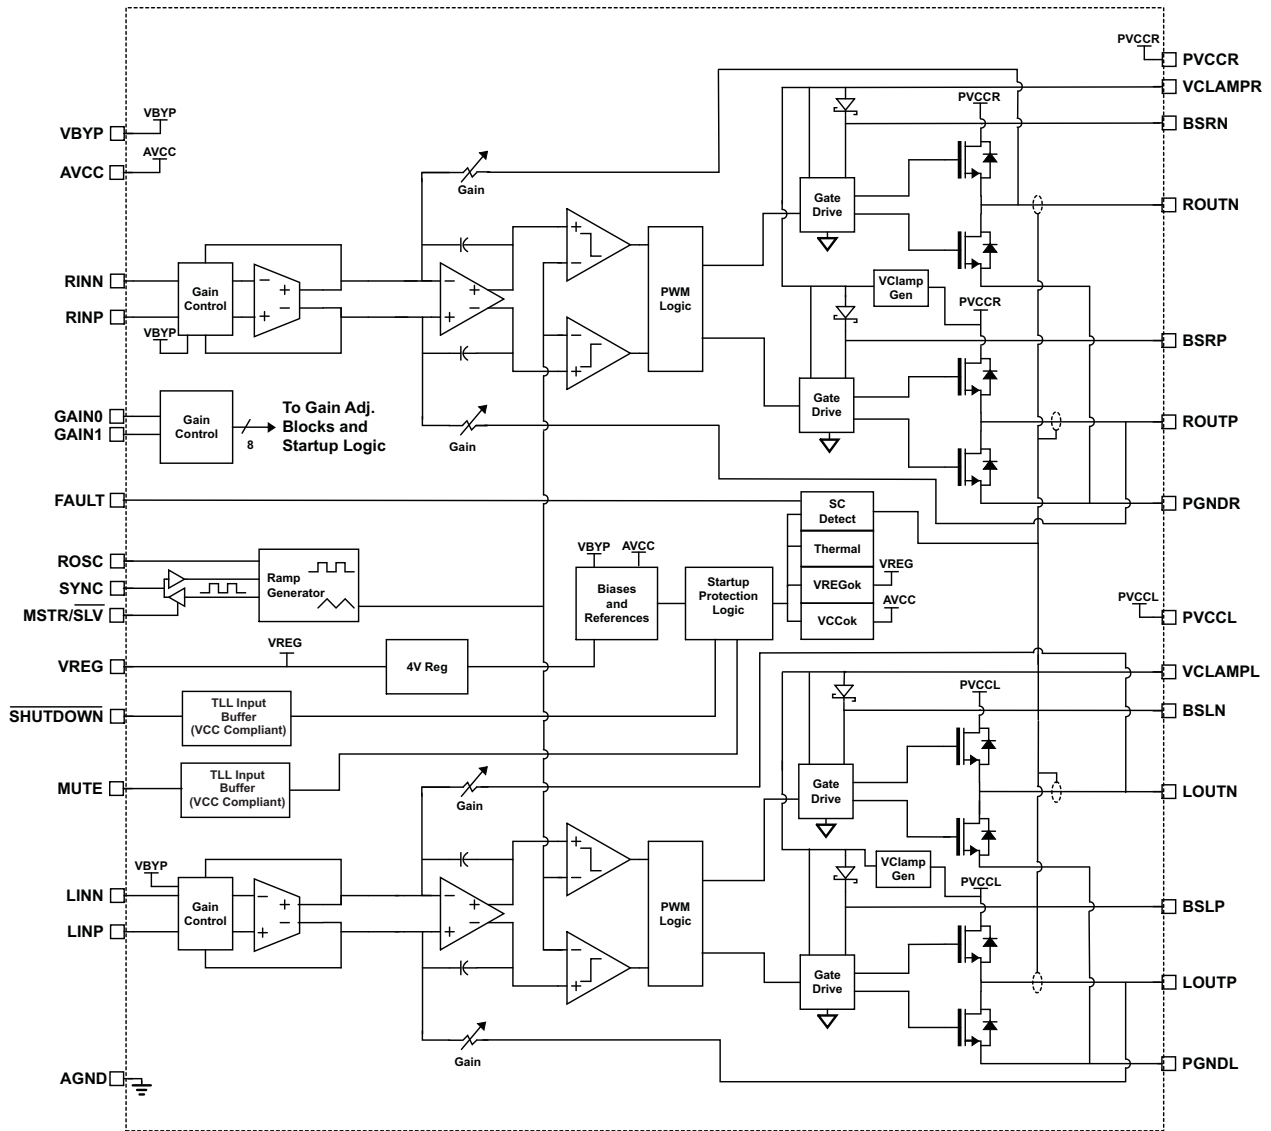 PVCCR
PVCCR
VCLAMPR
PVCCR
VBYP
VBYP
BSRN
AVCC
AVCC
Gain
Gate
Drive
ROUTN
RINN
Gain
Control
PWM
Logic
VClamp
Gen
PVCCR
RINP
VBYP
BSRP
GAIN0
GAIN1
Gain
Control
8
To Gain Adj.
Blocks and
Startup Logic
Gain
Gate
Drive
ROUTP
FAULT
SC
Detect
PGNDR
ROSC
SYNC
MSTR/SLV
Ramp
Generator
VBYP
AVCC
Biases
and
References
Startup
Protection
Logic
Thermal
VREGok
VREG
VCCok
AVCC
PVCCL
PVCCL
VREG
VREG
4V Reg
VCLAMPL
PVCCL
SHUTDOWN
TLL Input
Buffer
(VCC Compliant)
BSLN
MUTE
TLL Input
Buffer
(VCC Compliant)
Gain
Gate
Drive
LOUTN
VBYP
VClamp
Gen
PVCCL
LINN
LINP
Gain
Control
PWM
Logic
BSLP
Gate
Drive
LOUTP
Gain
PGNDL
AGND